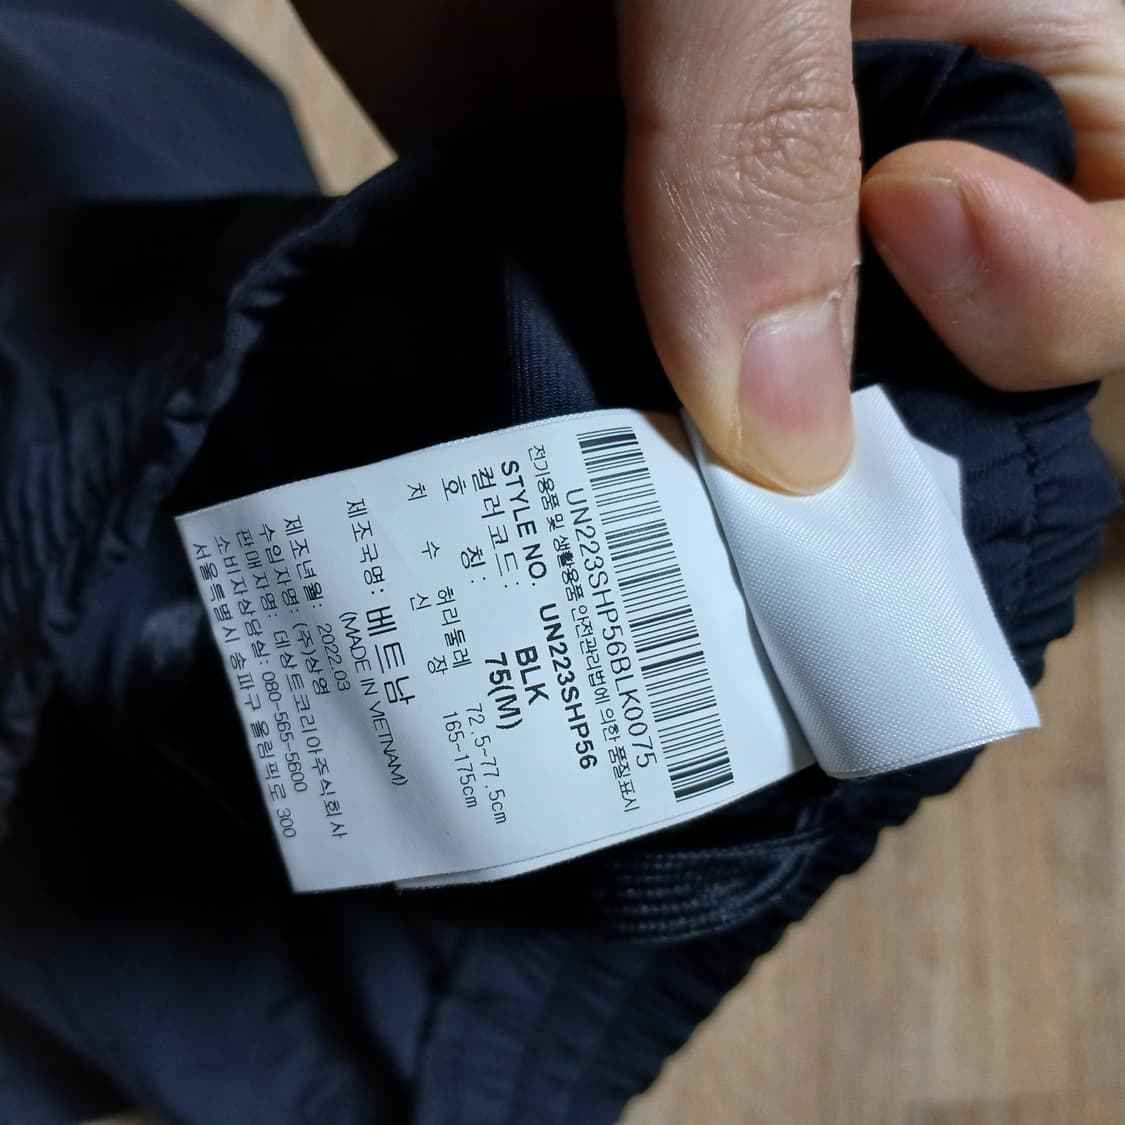 UN223SHP56BLK0075
전기용품 및 생활용품 안전관리법에 의한 품질표시
STYLE NO. UN223SHP56
컬러코드: BLK
호 칭: 75(M)
치 수 허리둘레 72.5~77.5cm
신 장 165~175cm
제조국명: 베트남
(MADE IN VIETNAM)
제조년월: 2022.03
수입자명: (주)상영
판매자명: 데상트코리아주식회사
소비자상담실: 080-565-5600
서울특별시 송파구 올림픽로 300